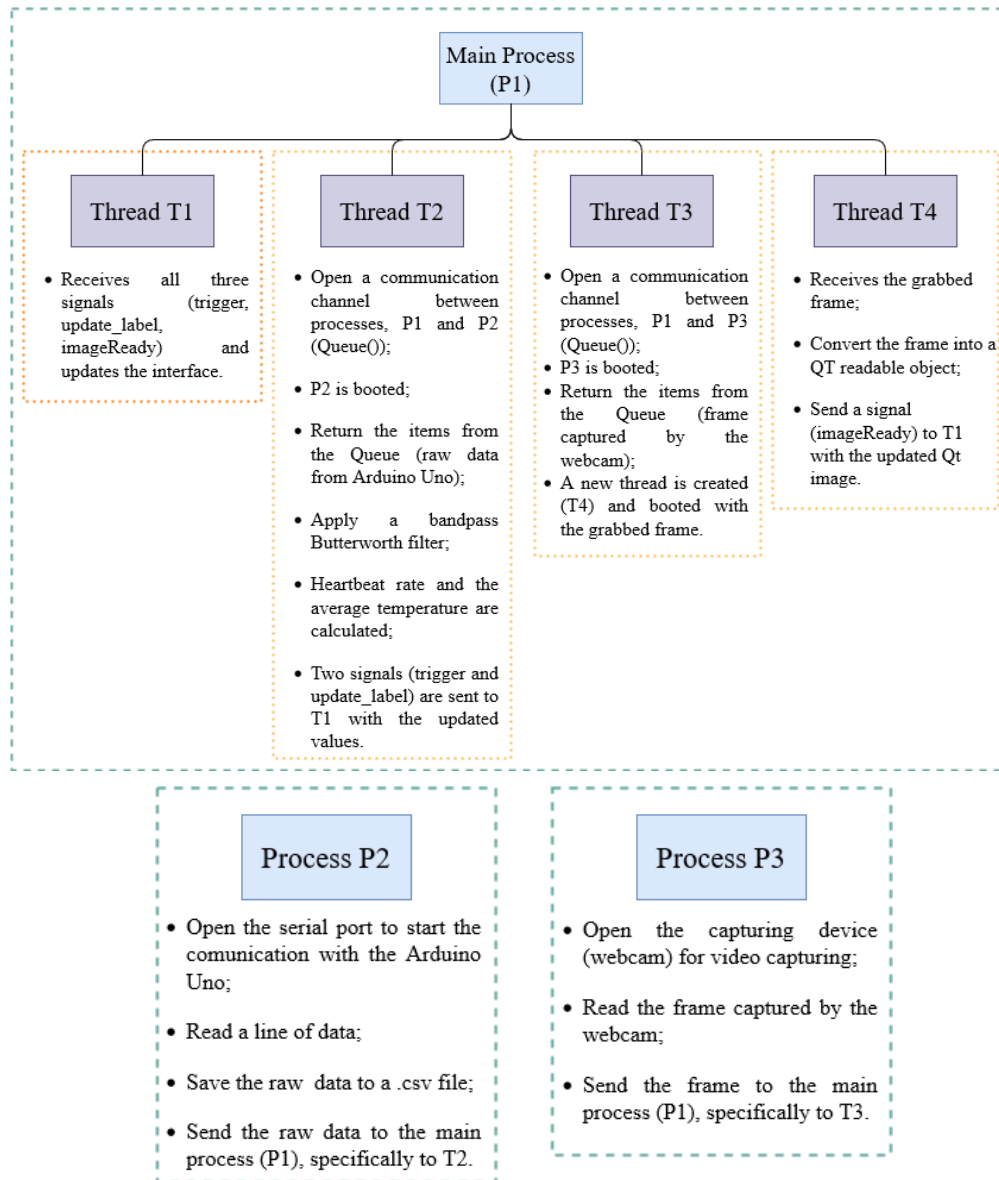 Main Process
(P1)
Thread T1
• Receives all three
signals (trigger,
update_label,
imageReady) and
updates the interface.
Thread T2
• Open a communication
channel between
processes, P1 and P2
(Queue());
• P2 is booted;
• Return the items from
the Queue (raw data
from Arduino Uno);
• Apply a bandpass
Butterworth filter;
• Heartbeat rate and the
average temperature are
calculated;
• Two signals (trigger and
update_label) are sent to
T1 with the updated
values.
Thread T3
• Open a communication
channel between
processes, P1 and P3
(Queue());
• P3 is booted;
• Return the items from
the Queue (frame
captured by the
webcam);
• A new thread is created
(T4) and booted with
the grabbed frame.
Thread T4
• Receives the grabbed
frame;
• Convert the frame into a
QT readable object;
• Send a signal
(imageReady) to T1
with the updated Qt
image.
Process P2
• Open the serial port to start the
comunication with the Arduino
Uno;
• Read a line of data;
• Save the raw data to a .csv file;
• Send the raw data to the main
process (P1), specifically to T2.
Process P3
• Open the capturing device
(webcam) for video capturing;
• Read the frame captured by the
webcam;
• Send the frame to the main
process (P1), specifically to T3.